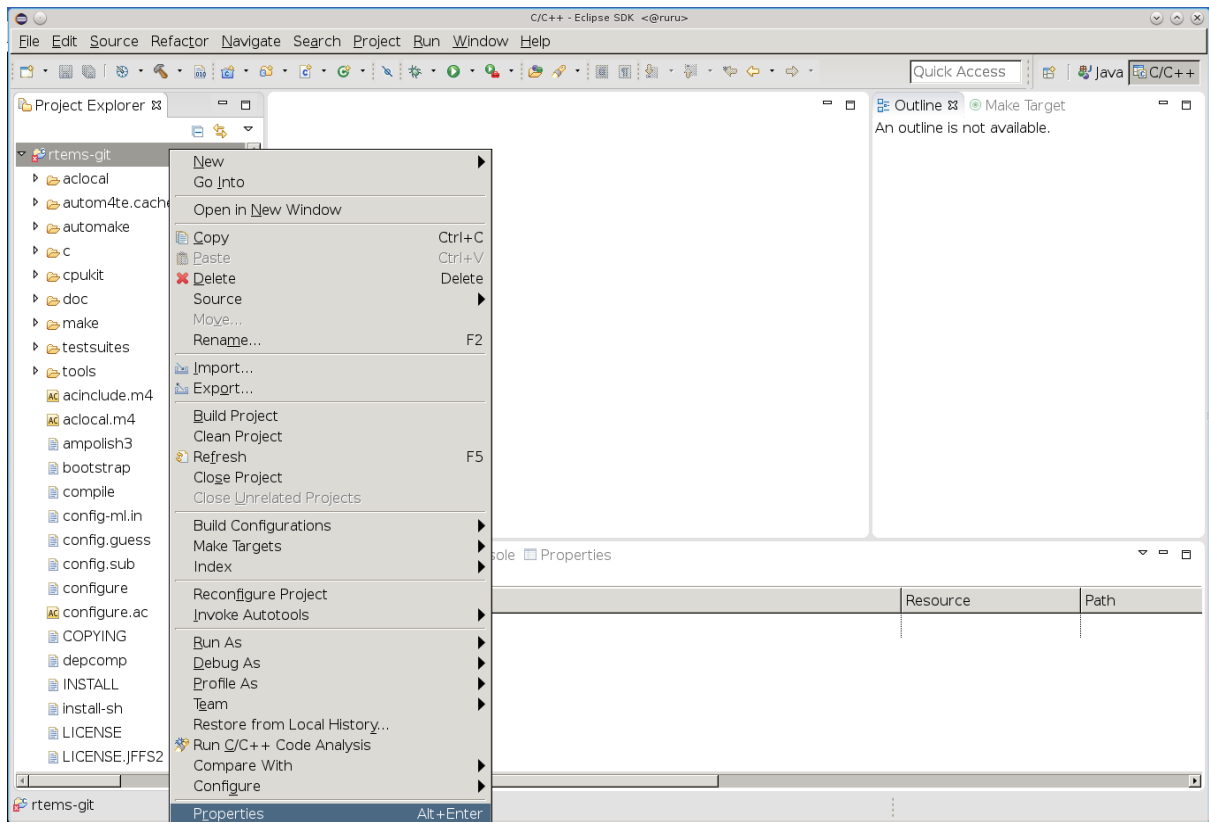 C/C++ - Eclipse SDK <@ruru>
File Edit Source Refactor Navigate Search Project Run Window Help
Quick Access Java C/C++
Project Explorer
rtems-git
aclocal
autom4te.cache
automake
c
cpukit
doc
make
testsuites
tools
acinclude.m4
aclocal.m4
ampolish3
bootstrap
compile
config-ml.in
config.guess
config.sub
configure
configure.ac
COPYING
depcomp
INSTALL
install-sh
LICENSE
LICENSE.JFFS2
New
Go Into
Open in New Window
Copy Ctrl+C
Paste Ctrl+V
Delete Delete
Source
Move...
Rename... F2
Import...
Export...
Build Project
Clean Project
Refresh F5
Close Project
Close Unrelated Projects
Build Configurations
Make Targets
Index
Reconfigure Project
Invoke Autotools
Run As
Debug As
Profile As
Team
Restore from Local History...
Run C/C++ Code Analysis
Compare With
Configure
Properties Alt+Enter
Outline Make Target
An outline is not available.
sole Properties
Resource Path
rtems-git